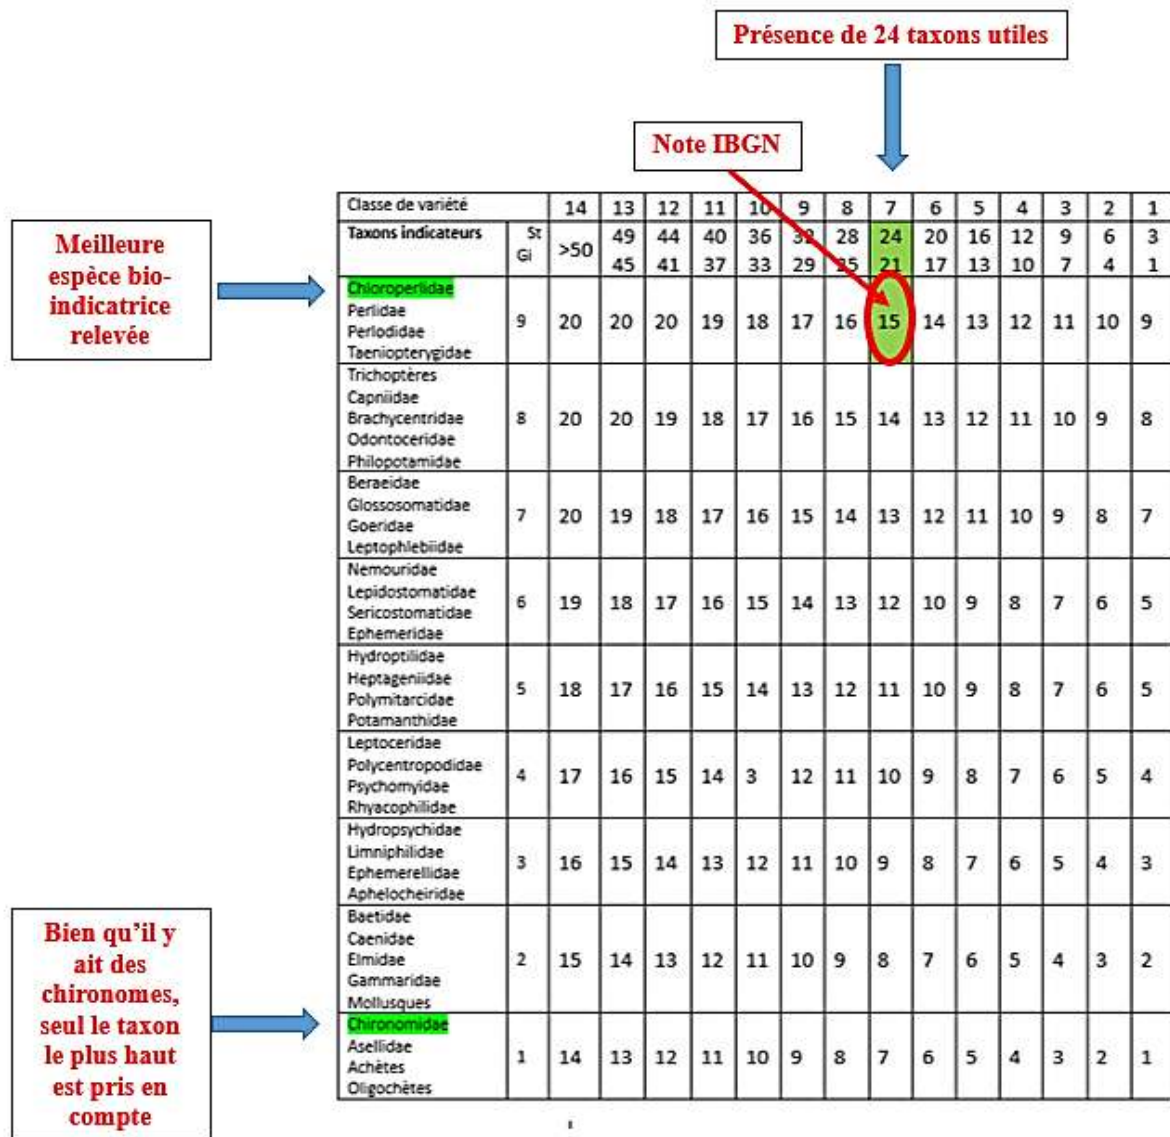 Présence de 24 taxons utiles
Note IBGN
Meilleure
espèce bio-
indicatrice
relevée
Classe de variété 14 13 12 11 10 9 8 7 6 5 4 3 2 1
Taxons indicateurs St Gi >50 49 45 44 41 40 37 36 33 32 29 28 25 24 21 20 17 16 13 12 10 9 7 6 4 3 1
Chloroperlidae
Perlidae
Perlodidae
Taeniopterygidae
9 20 20 20 19 18 17 16 15 14 13 12 11 10 9
Trichoptères
Capniidae
Brachycentridae
Odontoceridae
Philopotamidae
8 20 20 19 18 17 16 15 14 13 12 11 10 9 8
Beraeidae
Glossosomatidae
Goeridae
Leptophlebiidae
7 20 19 18 17 16 15 14 13 12 11 10 9 8 7
Nemouridae
Lepidostomatidae
Sericostomatidae
Ephemeridae
6 19 18 17 16 15 14 13 12 10 9 8 7 6 5
Hydroptilidae
Heptageniidae
Polymitarcidae
Potamanthidae
5 18 17 16 15 14 13 12 11 10 9 8 7 6 5
Leptoceridae
Polycentropodidae
Psychomyidae
Rhyacophilidae
4 17 16 15 14 3 12 11 10 9 8 7 6 5 4
Hydropsychidae
Limniphilidae
Ephemerellidae
Aphelocheiridae
3 16 15 14 13 12 11 10 9 8 7 6 5 4 3
Baetidae
Caenidae
Elmidae
Gammaridae
Mollusques
2 15 14 13 12 11 10 9 8 7 6 5 4 3 2
Chironomidae
Asellidae
Achètes
Oligochètes
1 14 13 12 11 10 9 8 7 6 5 4 3 2 1
Bien qu'il y
ait des
chironomes,
seul le taxon
le plus haut
est pris en
compte